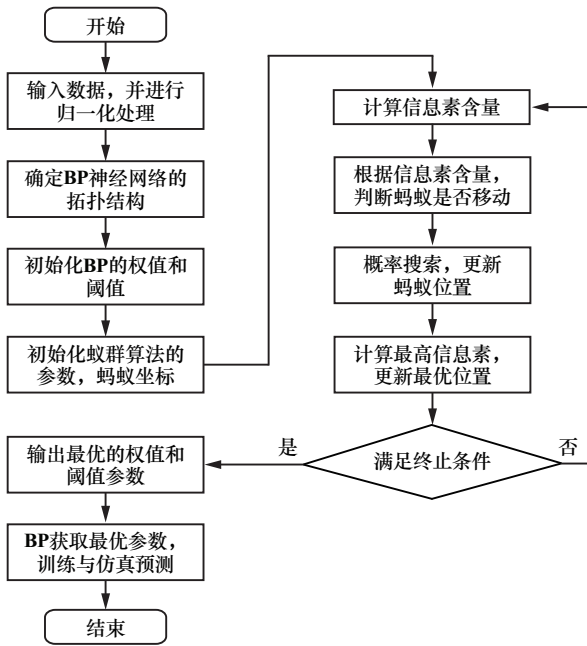 开始
输入数据，并进行
归一化处理
确定BP神经网络的
拓扑结构
初始化BP的权值和
阈值
初始化蚁群算法的
参数，蚂蚁坐标
计算信息素含量
根据信息素含量，
判断蚂蚁是否移动
概率搜索，更新
蚂蚁位置
计算最高信息素，
更新最优位置
满足终止条件
是
否
输出最优的权值和
阈值参数
BP获取最优参数，
训练与仿真预测
结束